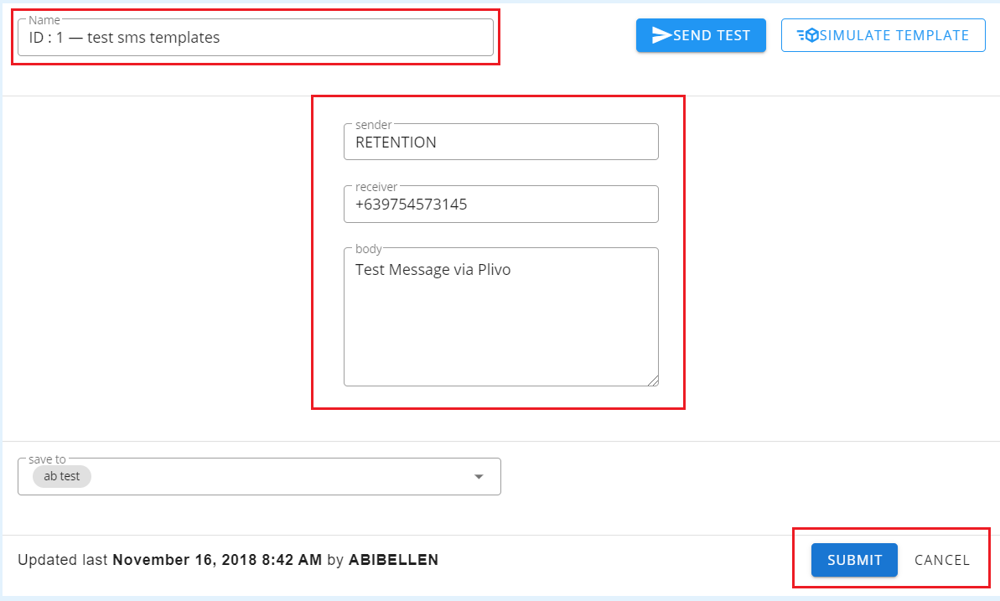 Name
ID : 1 — test sms templates
SEND TEST
SIMULATE TEMPLATE
sender
RETENTION
receiver
+639754573145
body
Test Message via Plivo
save to
ab test
Updated last November 16, 2018 8:42 AM by ABIBELLEN
SUBMIT
CANCEL